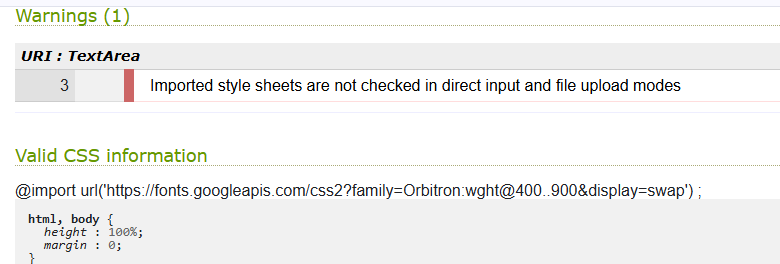 Warnings (1)
URI : TextArea
3 Imported style sheets are not checked in direct input and file upload modes
Valid CSS information
@import url('https://fonts.googleapis.com/css2?family=Orbitron:wght@400..900&display=swap') ;
html, body {
height : 100%;
margin : 0;
}